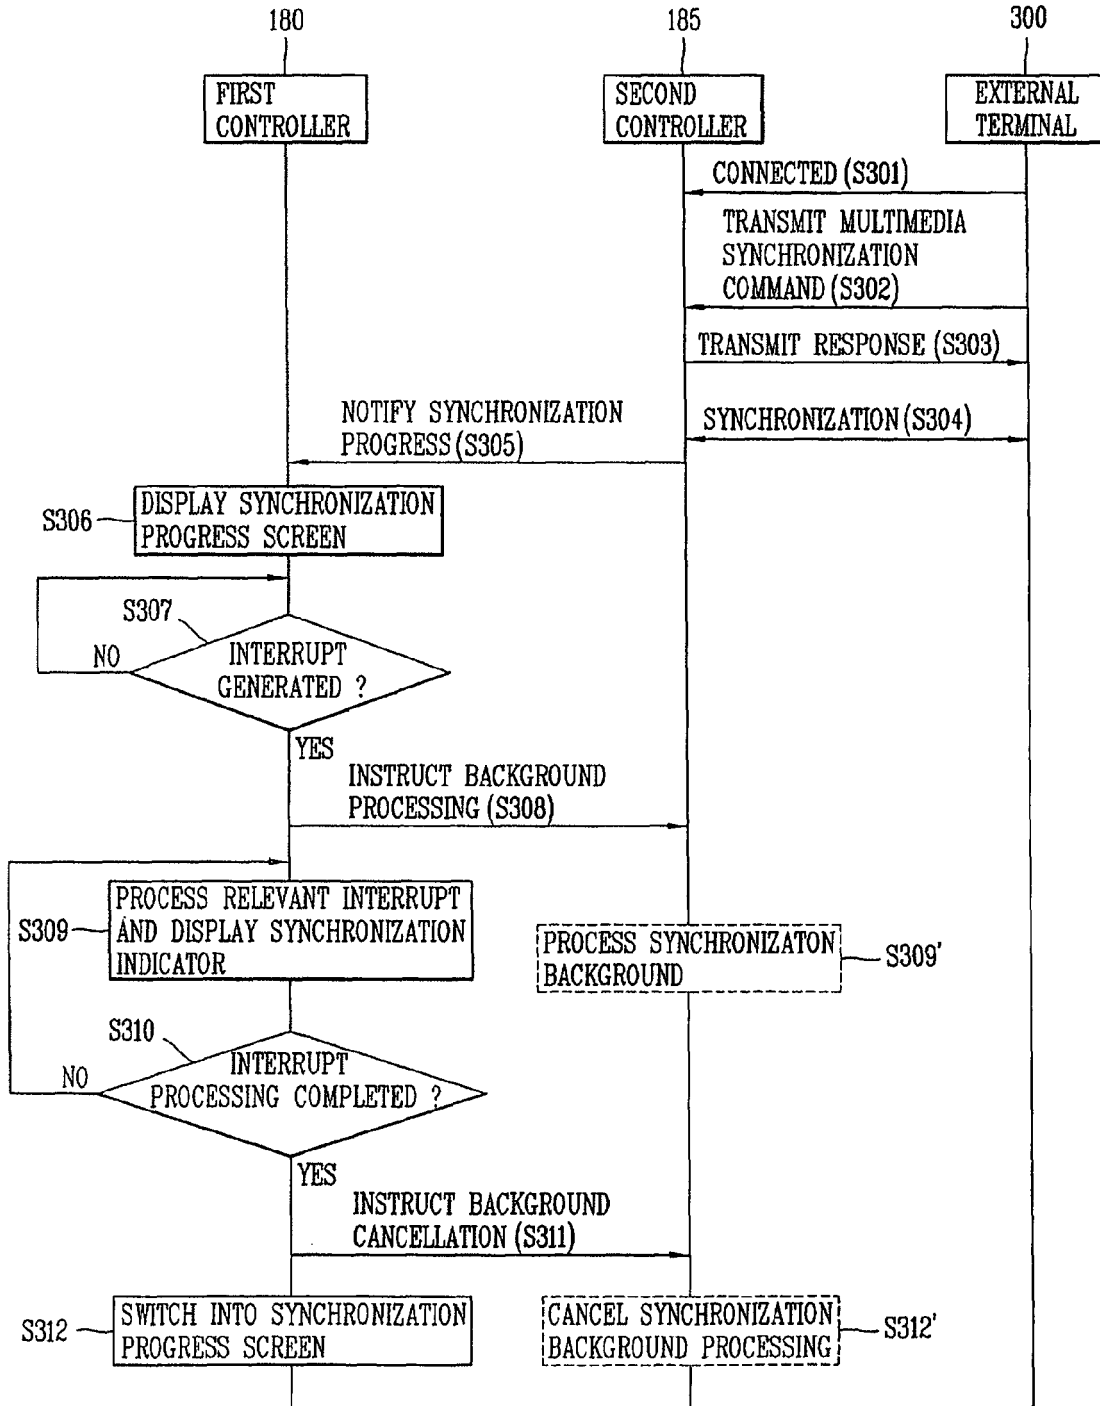 180
185
300
FIRST
CONTROLLER
SECOND
CONTROLLER
EXTERNAL
TERMINAL
CONNECTED (S301)
TRANSMIT MULTIMEDIA
SYNCHRONIZATION
COMMAND (S302)
TRANSMIT RESPONSE (S303)
NOTIFY SYNCHRONIZATION
PROGRESS (S305)
SYNCHRONIZATION (S304)
S306
DISPLAY SYNCHRONIZATION
PROGRESS SCREEN
S307
NO
INTERRUPT
GENERATED ?
YES
INSTRUCT BACKGROUND
PROCESSING (S308)
S309
PROCESS RELEVANT INTERRUPT
AND DISPLAY SYNCHRONIZATION
INDICATOR
PROCESS SYNCHRONIZATON
BACKGROUND
S309'
S310
NO
INTERRUPT
PROCESSING COMPLETED ?
YES
INSTRUCT BACKGROUND
CANCELLATION (S311)
S312
SWITCH INTO SYNCHRONIZATION
PROGRESS SCREEN
CANCEL SYNCHRONIZATION
BACKGROUND PROCESSING
S312'